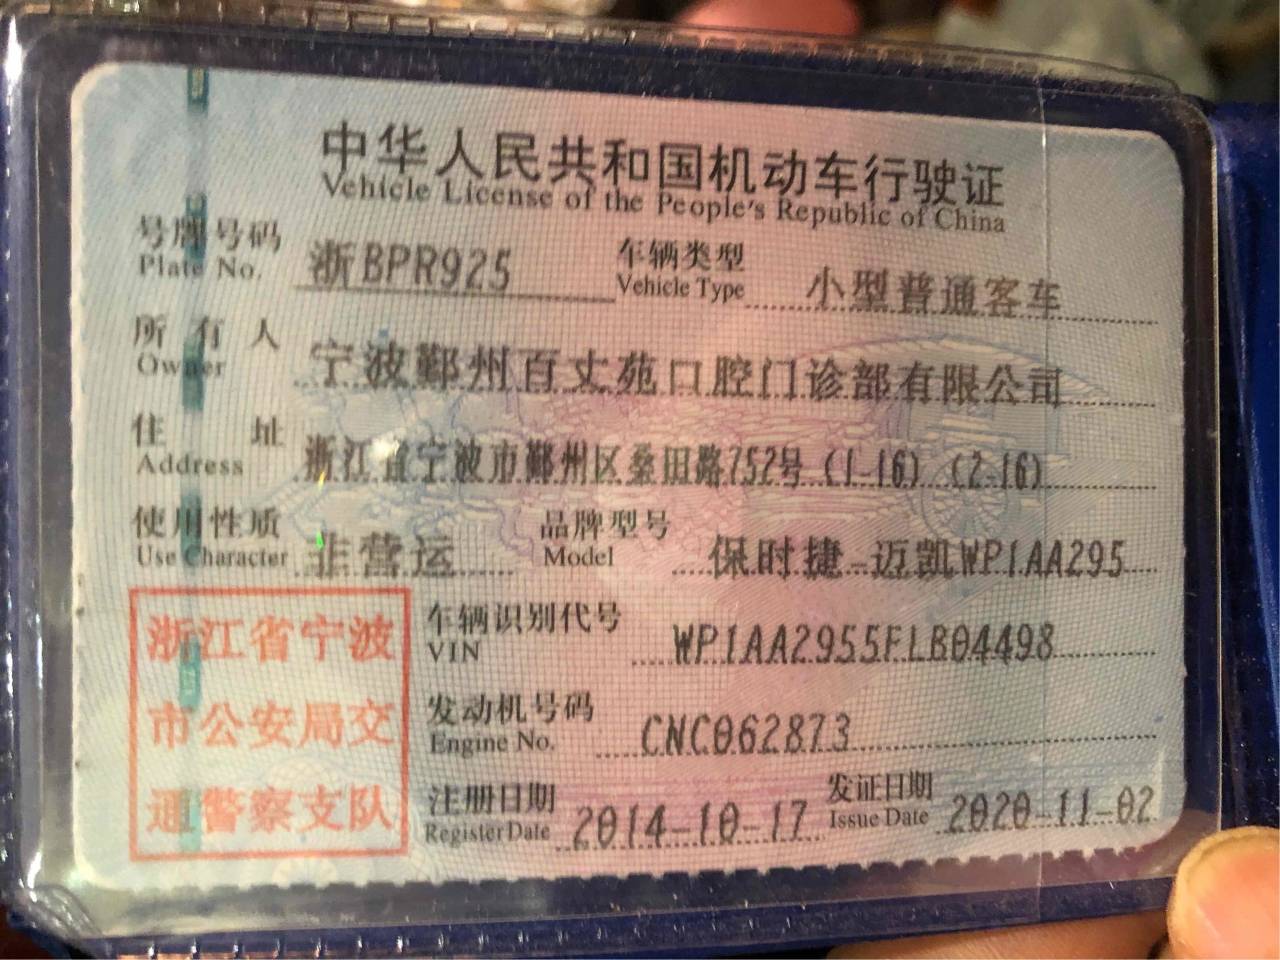 中华人民共和国机动车行驶证
Vehicle License of the People's Republic of China
号牌号码 浙BPR925 车辆类型 小型普通客车
Plate No. Vehicle Type
所有人 宁波鄞州百丈苑口腔门诊部有限公司
Owner
住址 浙江省宁波市鄞州区桑田路752号(1-16)(2-16)
Address
使用性质 非营运 品牌型号 保时捷-迈凯WP1AA295
Use Character Model
车辆识别代号 WP1AA2955FLB04498
VIN
发动机号码 CNC062873
Engine No.
注册日期 2014-10-17 发证日期 2020-11-02
Register Date Issue Date
浙江省宁波
市公安局交
通警察支队